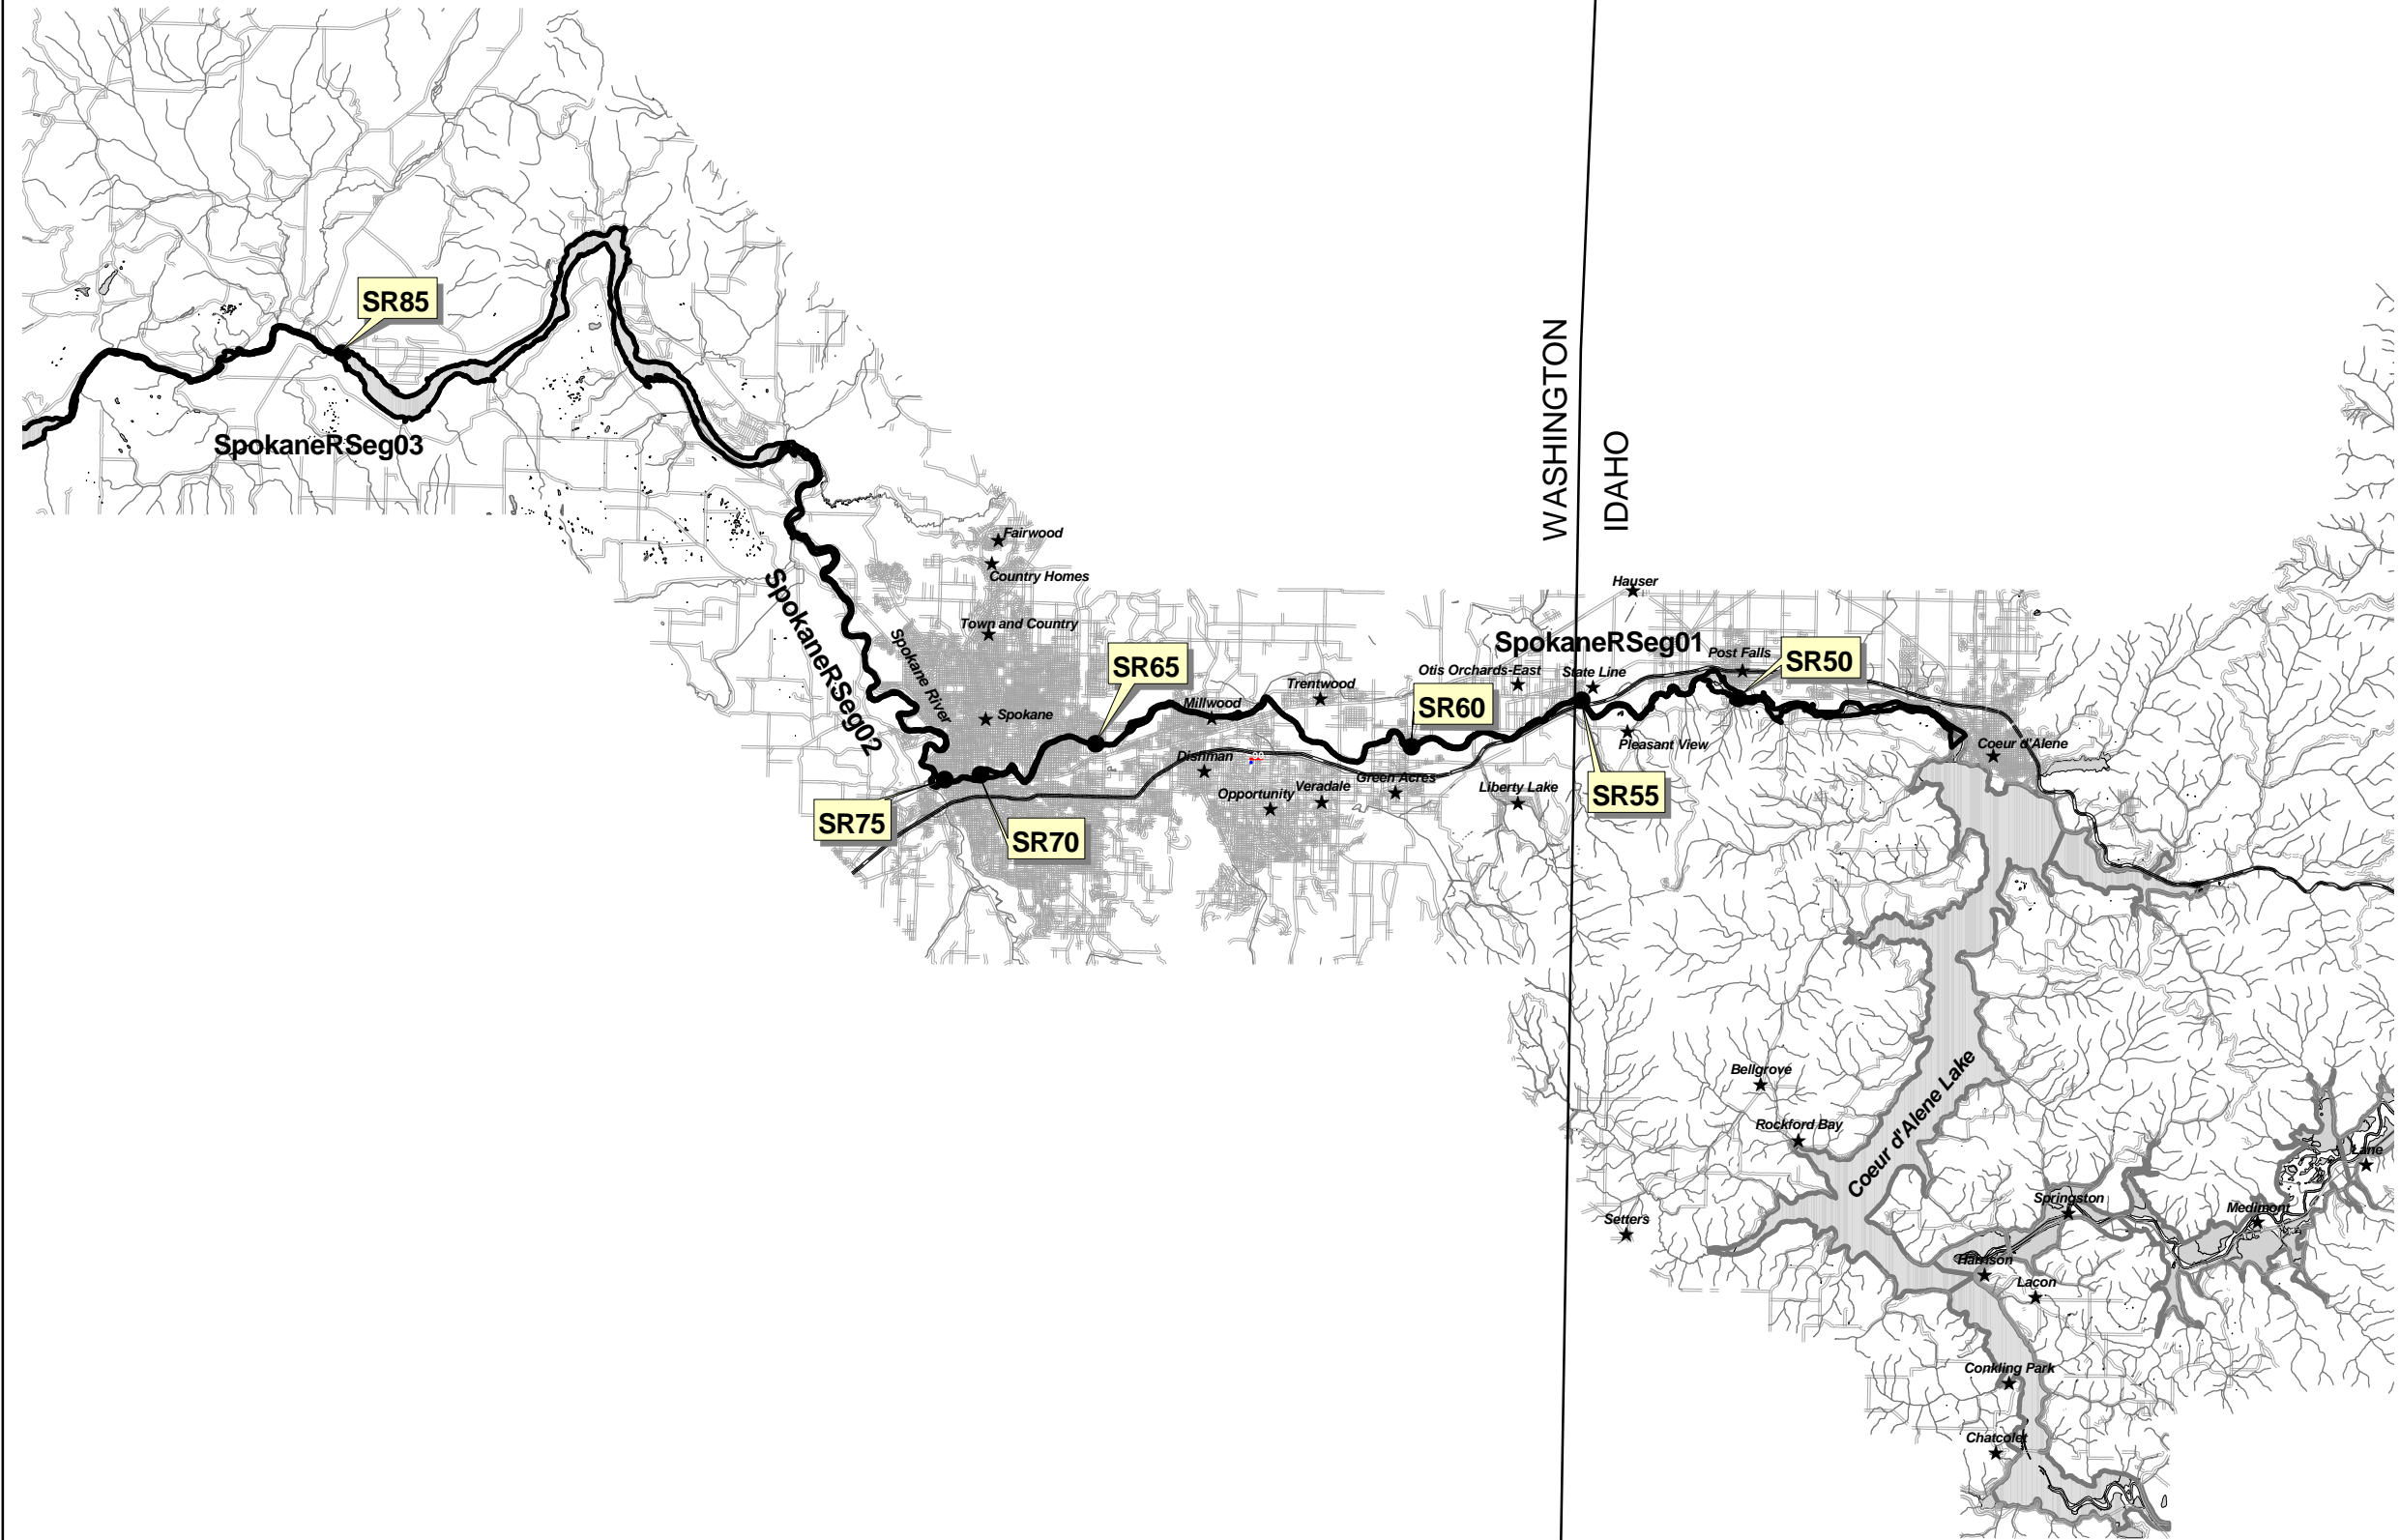 SR85
SpokaneRSeg03
WASHINGTON
IDAHO
Fairwood
Country Homes
Hauser
SpokaneRSeg02
Town and Country
Spokane River
SR65
SpokaneRSeg01
Post Falls
SR50
Otis Orchards-East
State Line
Trentwood
Millwood
SR60
Spokane
Pleasant View
Coeur d'Alene
Dishman
Green Acres
Veradale
Opportunity
Liberty Lake
SR55
SR75
SR70
Bellgrove
Rockford Bay
Coeur d'Alene Lake
Lane
Springston
Medimont
Setters
Harrison
Lacon
Conkling Park
Chatcolet